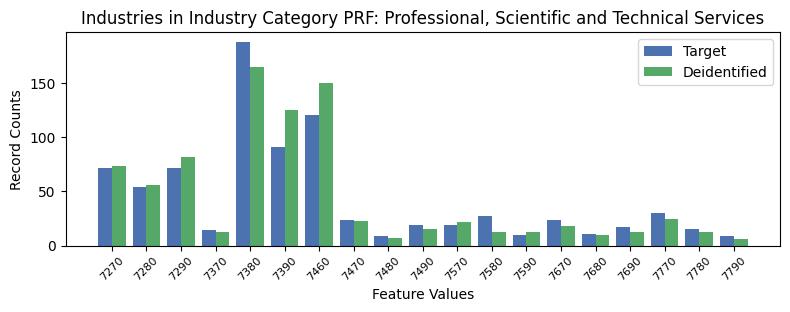 Industries in Industry Category PRF: Professional, Scientific and Technical Services
Target
Deidentified
Record Counts
150
100
50
0
7270 7280 7290 7370 7380 7390 7460 7470 7480 7490 7570 7580 7590 7670 7680 7690 7770 7780 7790
Feature Values